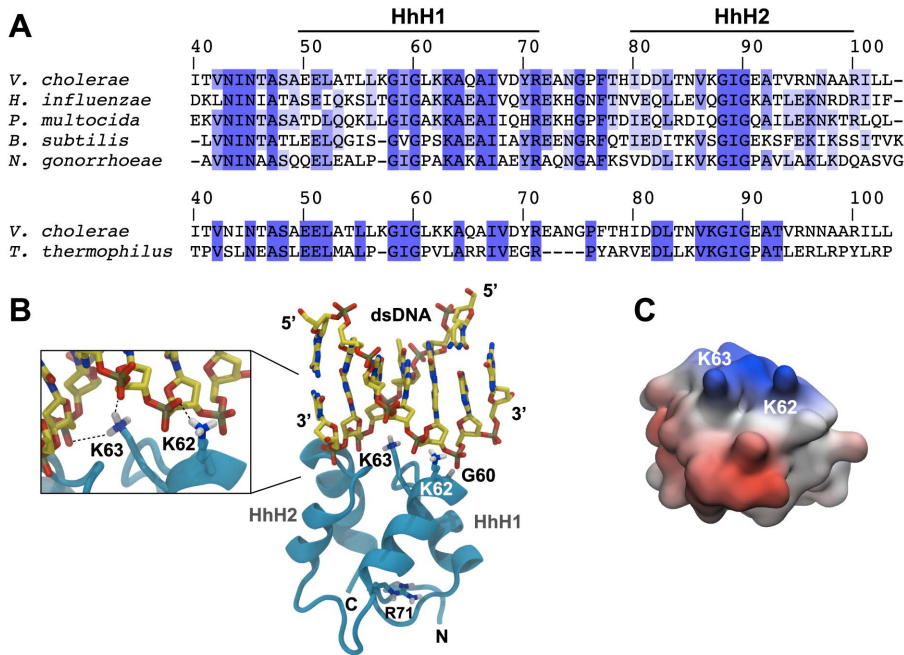 A
HhH1 HhH2
40 50 60 70 80 90 100
V. cholerae ITVNINTASAEELATLLKGIGLKKAQAIVDYREANGPFTHIDDLTNVKGIGEATVRNNAARILL-
H. influenzae DKLNINIATASEIQKSLTGIGAKKAEAIVQYREKHGNFTNVEQLLEVQGIGKATLEKNRDRIIF-
P. multocida EKVNINTASATDLQQKLLGIGAKKAEAIIQHREKHGPFTDIEQLRDIQGIGQAILEKNKTRLQL-
B. subtilis -LVNINTATLEELQGIS-GVGPSKAEAIIAYREENGRFQTIEDITKVSGIGEKSFEKIKSSITVK
N. gonorrhoeae -AVNINAASQQELEALP-GIGPAKAKAIAEYRAQNGAFKSVDDLIKVKGIGPAVLAKLKDQASVG
40 50 60 70 80 90 100
V. cholerae ITVNINTASAEELATLLKGIGLKKAQAIVDYREANGPFTHIDDLTNVKGIGEATVRNNAARILL
T. thermophilus TPVSLNEASLEELMALP-GIGPVLARRIVEGR----PYARVEDLLKVKGIGPATLERLRPYLRP
B
5’
5’ dsDNA
3’
3’
K63 K62
K63
G60
K62
HhH2
HhH1
C
R71
N
C
K63
K62